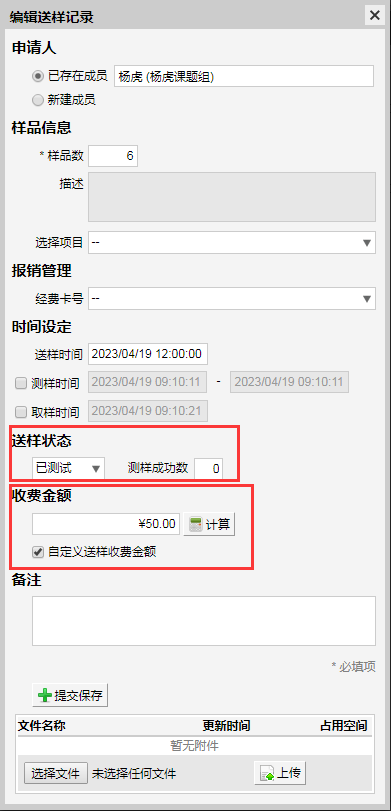 编辑送样记录
申请人
已存在成员 杨虎 (杨虎课题组)
新建成员
样品信息
* 样品数 6
描述
选择项目 --
报销管理
经费卡号 --
时间设定
送样时间 2023/04/19 12:00:00
测样时间 2023/04/19 09:10:11 - 2023/04/19 09:10:11
取样时间 2023/04/19 09:10:21
送样状态
已测试 测样成功数 0
收费金额
¥50.00 计算
自定义送样收费金额
备注
* 必填项
提交保存
文件名称 更新时间 占用空间
暂无附件
选择文件 未选择任何文件 上传